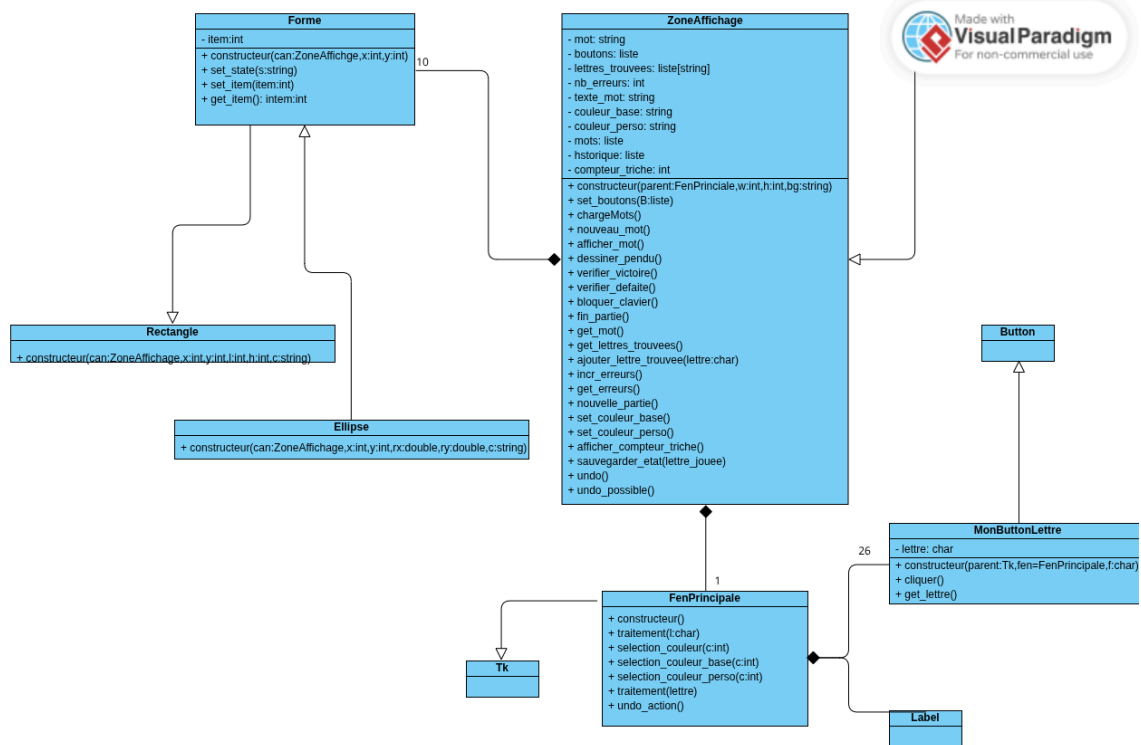 Forme
- item:int
+ constructeur(can:ZoneAffichge,x:int,y:int)
+ set_state(s:string)
+ set_item(item:int)
+ get_item(): intem:int
10
ZoneAffichage
- mot: string
- boutons: liste
- lettres_trouvees: liste[string]
- nb_erreurs: int
- texte_mot: string
- couleur_base: string
- couleur_perso: string
- mots: liste
- hstorique: liste
- compteur_triche: int
+ constructeur(parent:FenPrinciale,w:int,h:int,bg:string)
+ set_boutons(B:liste)
+ chargeMots()
+ nouveau_mot()
+ afficher_mot()
+ dessiner_pendu()
+ verifier_victoire()
+ verifier_defaite()
+ bloquer_clavier()
+ fin_partie()
+ get_mot()
+ get_lettres_trouvees()
+ ajouter_lettre_trouvee(lettre:char)
+ incr_erreurs()
+ get_erreurs()
+ nouvelle_partie()
+ set_couleur_base()
+ set_couleur_perso()
+ afficher_compteur_triche()
+ sauvegarder_etat(lettre_jouee)
+ undo()
+ undo_possible()
Made with
Visual Paradigm
For non-commercial use
Rectangle
+ constructeur(can:ZoneAffichage,x:int,y:int,l:int,h:int,c:string)
Ellipse
+ constructeur(can:ZoneAffichage,x:int,y:int,rx:double,ry:double,c:string)
Button
MonButtonLettre
- lettre: char
+ constructeur(parent:Tk,fen=FenPrincipale,f:char)
+ cliquer()
+ get_lettre()
26
1
FenPrincipale
+ constructeur()
+ traitement(l:char)
+ selection_couleur(c:int)
+ selection_couleur_base(c:int)
+ selection_couleur_perso(c:int)
+ traitement(lettre)
+ undo_action()
Tk
Label